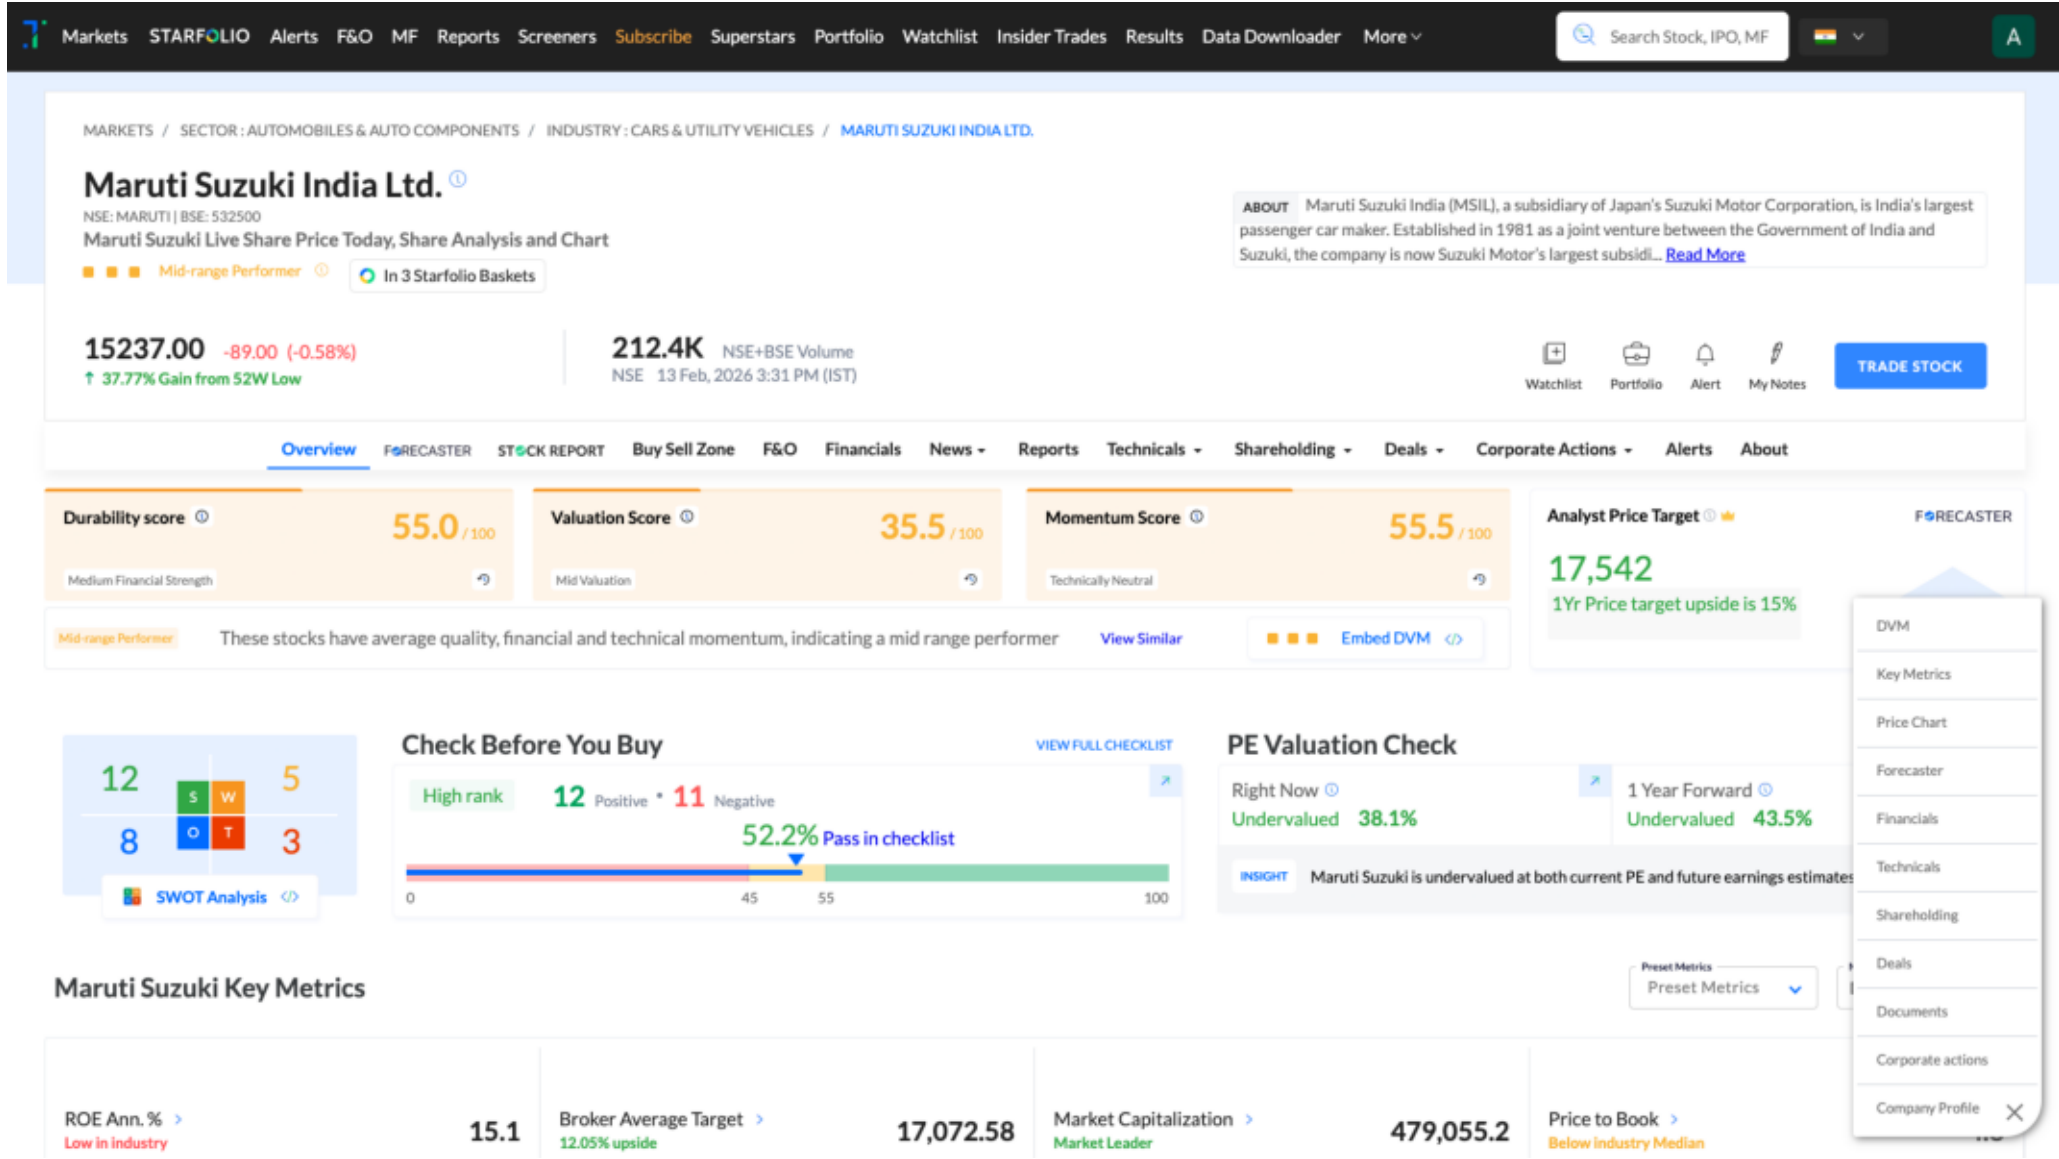 Markets STARFOLIO Alerts F&O MF Reports Screeners Subscribe Superstars Portfolio Watchlist Insider Trades Results Data Downloader More
Search Stock, IPO, MF
A
MARKETS / SECTOR : AUTOMOBILES & AUTO COMPONENTS / INDUSTRY : CARS & UTILITY VEHICLES / MARUTI SUZUKI INDIA LTD.
Maruti Suzuki India Ltd.
NSE: MARUTI | BSE: 532500
Maruti Suzuki Live Share Price Today, Share Analysis and Chart
Mid-range Performer
In 3 Starfolio Baskets
ABOUT Maruti Suzuki India (MSIL), a subsidiary of Japan's Suzuki Motor Corporation, is India's largest
passenger car maker. Established in 1981 as a joint venture between the Government of India and
Suzuki, the company is now Suzuki Motor's largest subsidi... Read More
15237.00 -89.00 (-0.58%)
↑ 37.77% Gain from 52W Low
212.4K NSE+BSE Volume
NSE 13 Feb, 2026 3:31 PM (IST)
Watchlist Portfolio Alert My Notes
TRADE STOCK
Overview FORECASTER STOCK REPORT Buy Sell Zone F&O Financials News Reports Technicals Shareholding Deals Corporate Actions Alerts About
Durability score 55.0 / 100
Medium Financial Strength
Valuation Score 35.5 / 100
Mid Valuation
Momentum Score 55.5 / 100
Technically Neutral
Analyst Price Target FORECASTER
17,542
1Yr Price target upside is 15%
Mid-range Performer These stocks have average quality, financial and technical momentum, indicating a mid range performer View Similar
Embed DVM </>
12 5
S W
O T
8 3
SWOT Analysis </>
Check Before You Buy VIEW FULL CHECKLIST
High rank 12 Positive • 11 Negative
52.2% Pass in checklist
0 45 55 100
PE Valuation Check
Right Now
Undervalued 38.1%
1 Year Forward
Undervalued 43.5%
INSIGHT Maruti Suzuki is undervalued at both current PE and future earnings estimates
Maruti Suzuki Key Metrics
Preset Metrics
Preset Metrics
ROE Ann. % > 15.1
Low in industry
Broker Average Target > 17,072.58
12.05% upside
Market Capitalization > 479,055.2
Market Leader
Price to Book >
Below industry Median
DVM
Key Metrics
Price Chart
Forecaster
Financials
Technicals
Shareholding
Deals
Documents
Corporate actions
Company Profile